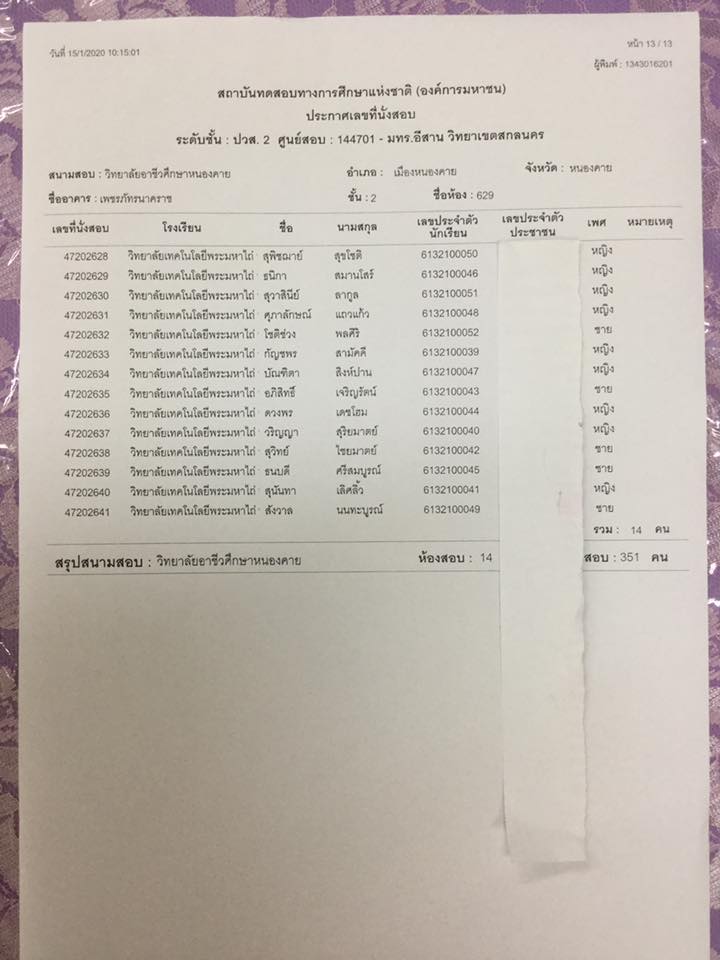 วันที่ 15/1/2020 10:15:01
หน้า 13 / 13
ผู้พิมพ์ : 1343016201
สถาบันทดสอบทางการศึกษาแห่งชาติ (องค์การมหาชน)
ประกาศเลขที่นั่งสอบ
ระดับชั้น : ปวส. 2 ศูนย์สอบ : 144701 - มทร.อีสาน วิทยาเขตสกลนคร
สนามสอบ : วิทยาลัยอาชีวศึกษาหนองคาย อำเภอ : เมืองหนองคาย จังหวัด : หนองคาย
ชื่ออาคาร : เพชรภัทรนาคราช ชั้น : 2 ชื่อห้อง : 629
เลขที่นั่งสอบ โรงเรียน ชื่อ นามสกุล เลขประจำตัวนักเรียน เลขประจำตัวประชาชน เพศ หมายเหตุ
47202628 วิทยาลัยเทคโนโลยีพระมหาไถ่ สุพิชฌาย์ สุขโชติ 6132100050 หญิง
47202629 วิทยาลัยเทคโนโลยีพระมหาไถ่ ธนิกา สมานโสร์ 6132100046 หญิง
47202630 วิทยาลัยเทคโนโลยีพระมหาไถ่ สุวาสินีย์ ลากูล 6132100051 หญิง
47202631 วิทยาลัยเทคโนโลยีพระมหาไถ่ ศุภาลักษณ์ แถวแก้ว 6132100048 หญิง
47202632 วิทยาลัยเทคโนโลยีพระมหาไถ่ โชติช่วง พลศิริ 6132100052 ชาย
47202633 วิทยาลัยเทคโนโลยีพระมหาไถ่ กัญชพร สามัคคี 6132100039 หญิง
47202634 วิทยาลัยเทคโนโลยีพระมหาไถ่ บัณฑิตา สิงห์ปาน 6132100047 หญิง
47202635 วิทยาลัยเทคโนโลยีพระมหาไถ่ อภิสิทธิ์ เจริญรัตน์ 6132100043 ชาย
47202636 วิทยาลัยเทคโนโลยีพระมหาไถ่ ดวงพร เดชโฮม 6132100044 หญิง
47202637 วิทยาลัยเทคโนโลยีพระมหาไถ่ วริญญา สุริยมาตย์ 6132100040 หญิง
47202638 วิทยาลัยเทคโนโลยีพระมหาไถ่ สุวิทย์ ไชยมาตย์ 6132100042 ชาย
47202639 วิทยาลัยเทคโนโลยีพระมหาไถ่ ธนบดี ศรีสมบูรณ์ 6132100045 ชาย
47202640 วิทยาลัยเทคโนโลยีพระมหาไถ่ สุนันทา เลิศลิ้ว 6132100041 หญิง
47202641 วิทยาลัยเทคโนโลยีพระมหาไถ่ สังวาล นนทะบูรณ์ 6132100049 ชาย
รวม : 14 คน
สรุปสนามสอบ : วิทยาลัยอาชีวศึกษาหนองคาย ห้องสอบ : 14 สอบ : 351 คน